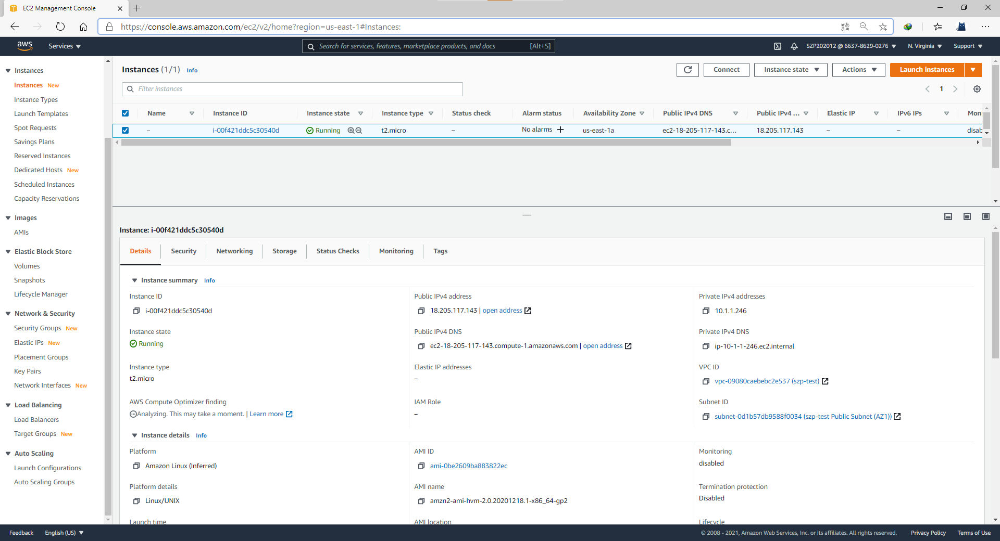 EC2 Management Console
https://console.aws.amazon.com/ec2/v2/home?region=us-east-1#Instances:
aws
Services
Search for services, features, marketplace products, and docs
[Alt+S]
SZP202012 @ 6637-8629-0276
N. Virginia
Support
Instances
Instances New
Instance Types
Launch Templates
Spot Requests
Savings Plans
Reserved Instances
Dedicated Hosts New
Scheduled Instances
Capacity Reservations
Images
AMIs
Elastic Block Store
Volumes
Snapshots
Lifecycle Manager
Network & Security
Security Groups New
Elastic IPs New
Placement Groups
Key Pairs
Network Interfaces New
Load Balancing
Load Balancers
Target Groups New
Auto Scaling
Launch Configurations
Auto Scaling Groups
Instances (1/1) Info
Connect
Instance state
Actions
Launch instances
Filter instances
1
Name Instance ID Instance state Instance type Status check Alarm status Availability Zone Public IPv4 DNS Public IPv4 ... Elastic IP IPv6 IPs Moni
– i-00f421ddc5c30540d Running t2.micro – No alarms + us-east-1a ec2-18-205-117-143.c... 18.205.117.143 – – disab
Instance: i-00f421ddc5c30540d
Details Security Networking Storage Status Checks Monitoring Tags
Instance summary Info
Instance ID
i-00f421ddc5c30540d
Public IPv4 address
18.205.117.143 | open address
Private IPv4 addresses
10.1.1.246
Instance state
Running
Public IPv4 DNS
ec2-18-205-117-143.compute-1.amazonaws.com | open address
Private IPv4 DNS
ip-10-1-1-246.ec2.internal
Instance type
t2.micro
Elastic IP addresses
–
VPC ID
vpc-09080caebebc2e537 (szp-test)
AWS Compute Optimizer finding
Analyzing. This may take a moment. | Learn more
IAM Role
–
Subnet ID
subnet-0d1b57db9588f0034 (szp-test Public Subnet (AZ1))
Instance details Info
Platform
Amazon Linux (Inferred)
AMI ID
ami-0be2609ba883822ec
Monitoring
disabled
Platform details
Linux/UNIX
AMI name
amzn2-ami-hvm-2.0.20201218.1-x86_64-gp2
Termination protection
Disabled
Launch time
AMI location
Lifecycle
Feedback
English (US)
© 2008 - 2021, Amazon Web Services, Inc. or its affiliates. All rights reserved.
Privacy Policy
Terms of Use